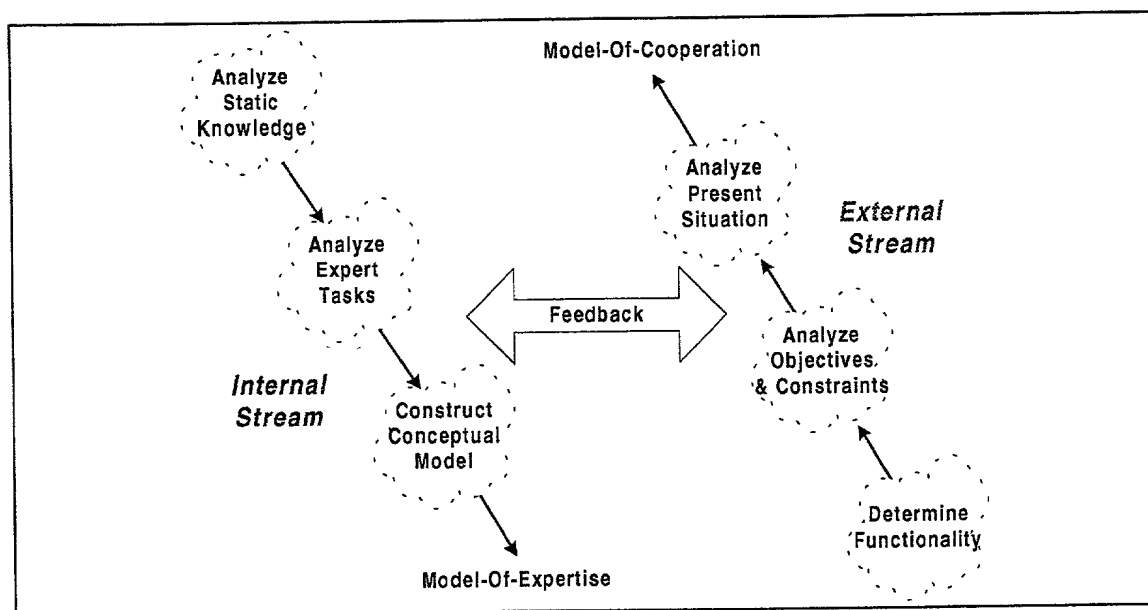 Analyze
Static
Knowledge
Analyze
Expert
Tasks
Internal
Stream
Construct
Conceptual
Model
Model-Of-Expertise
Feedback
Model-Of-Cooperation
Analyze
Present
Situation
External
Stream
Analyze
Objectives
& Constraints
Determine
Functionality